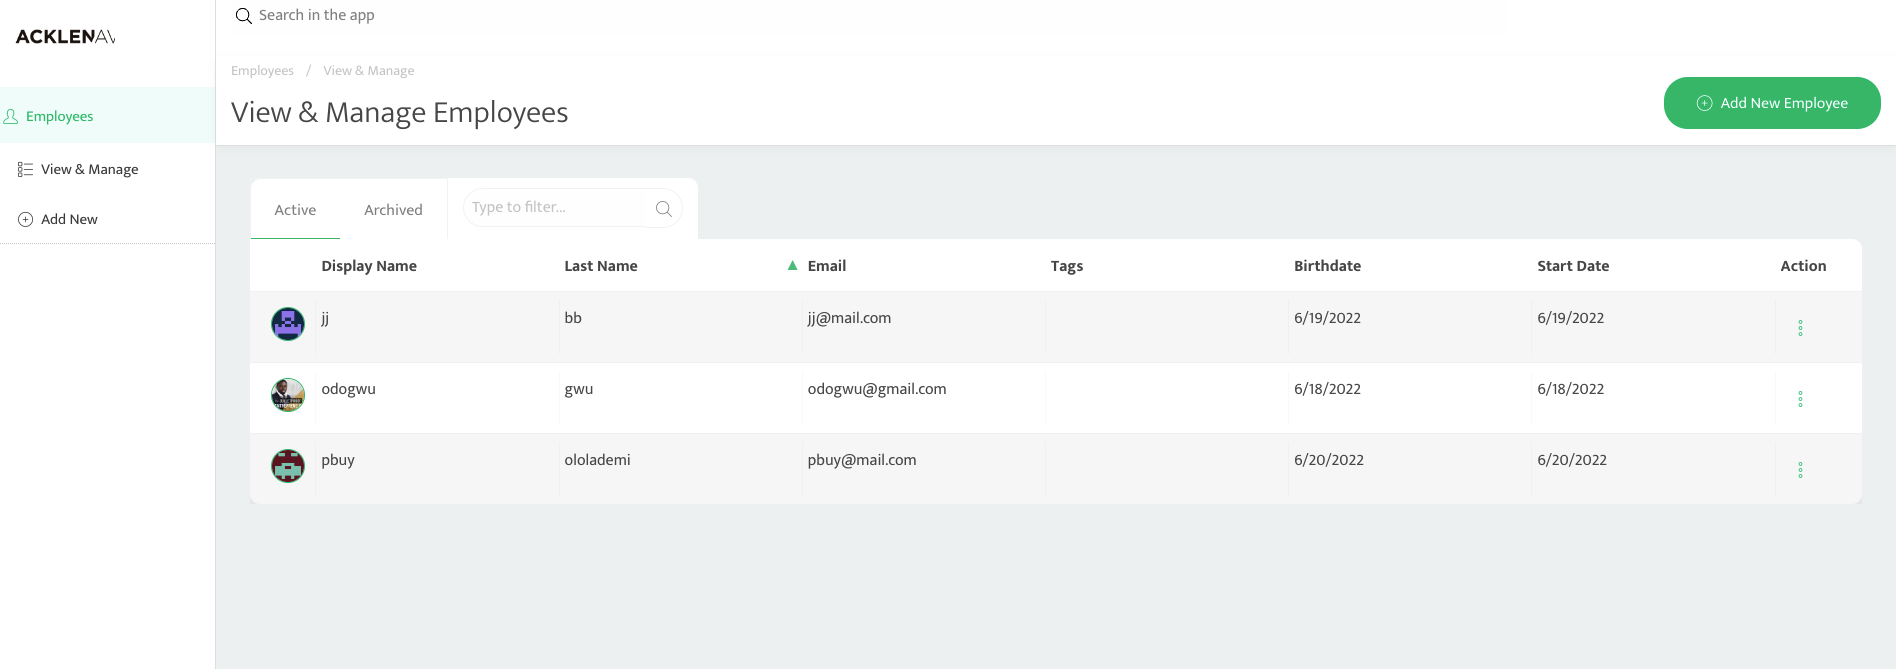 Search in the app
ACKLENAV
Employees / View & Manage
View & Manage Employees
Add New Employee
Employees
View & Manage
Add New
Active Archived Type to filter...
Display Name Last Name ▲ Email Tags Birthdate Start Date Action
jj bb jj@mail.com 6/19/2022 6/19/2022
odogwu gwu odogwu@gmail.com 6/18/2022 6/18/2022
pbuy ololademi pbuy@mail.com 6/20/2022 6/20/2022